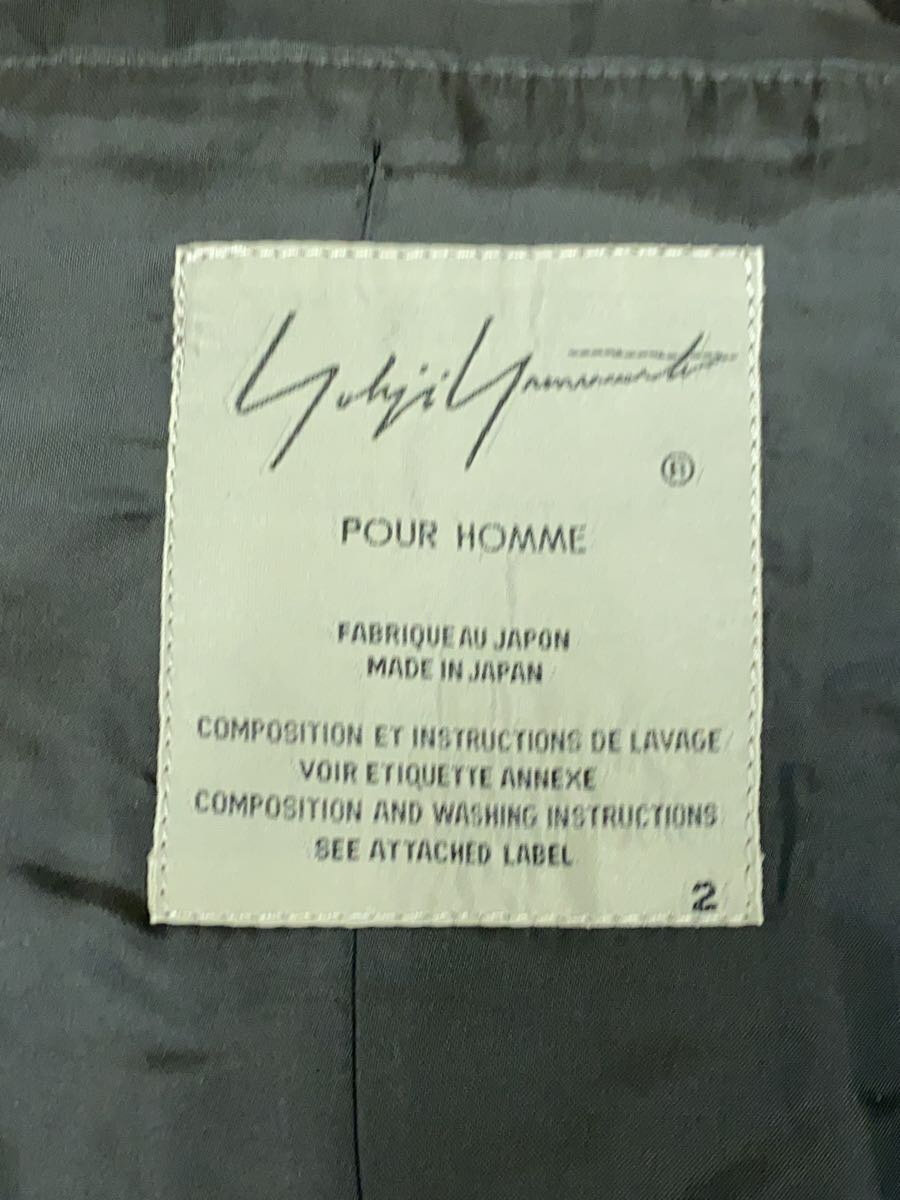 Yohji Yamamoto
®
POUR HOMME
FABRIQUE AU JAPON
MADE IN JAPAN
COMPOSITION ET INSTRUCTIONS DE LAVAGE
VOIR ETIQUETTE ANNEXE
COMPOSITION AND WASHING INSTRUCTIONS
SEE ATTACHED LABEL
2